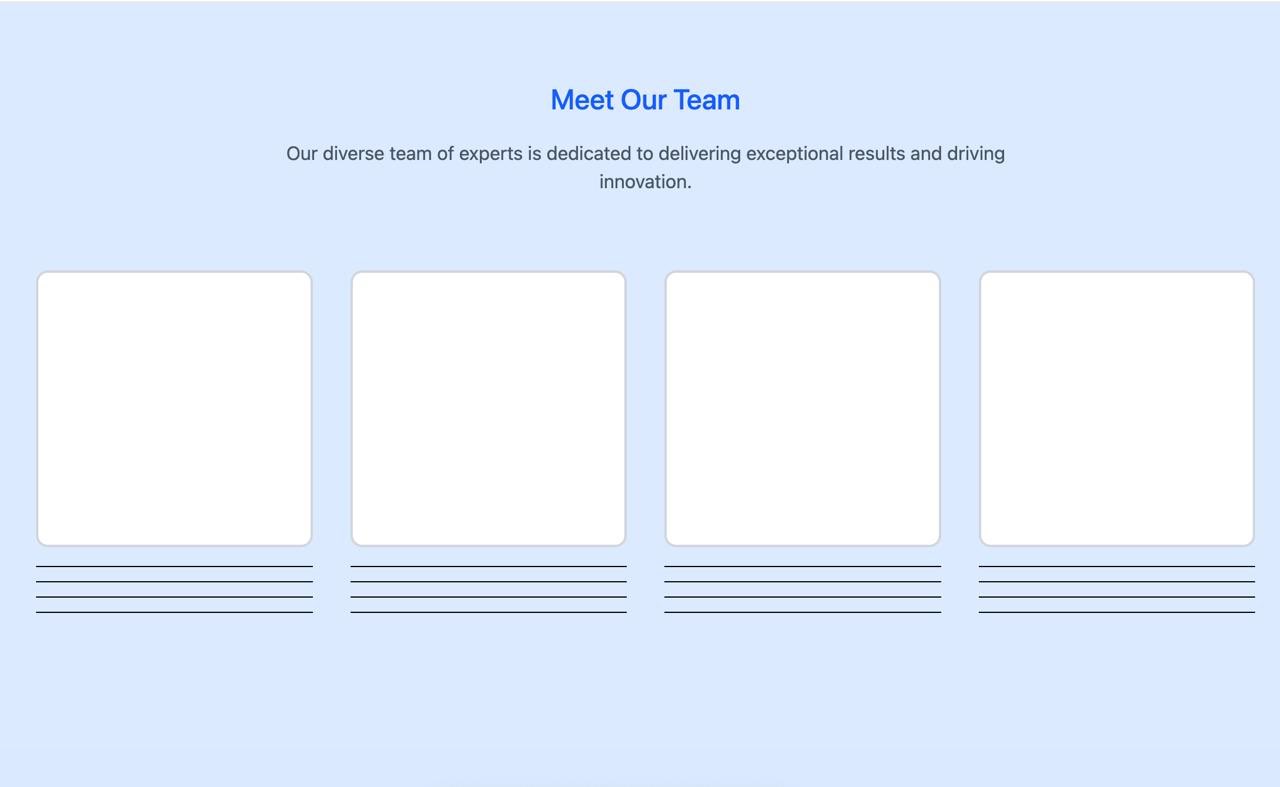 Meet Our Team
Our diverse team of experts is dedicated to delivering exceptional results and driving
innovation.